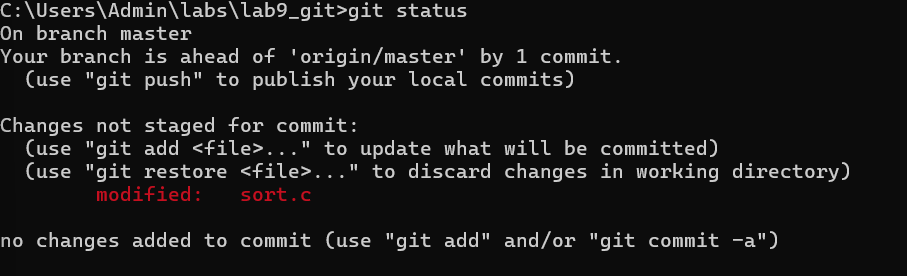 C:\Users\Admin\labs\lab9_git>git status
On branch master
Your branch is ahead of 'origin/master' by 1 commit.
  (use "git push" to publish your local commits)

Changes not staged for commit:
  (use "git add <file>..." to update what will be committed)
  (use "git restore <file>..." to discard changes in working directory)
        modified:   sort.c

no changes added to commit (use "git add" and/or "git commit -a")